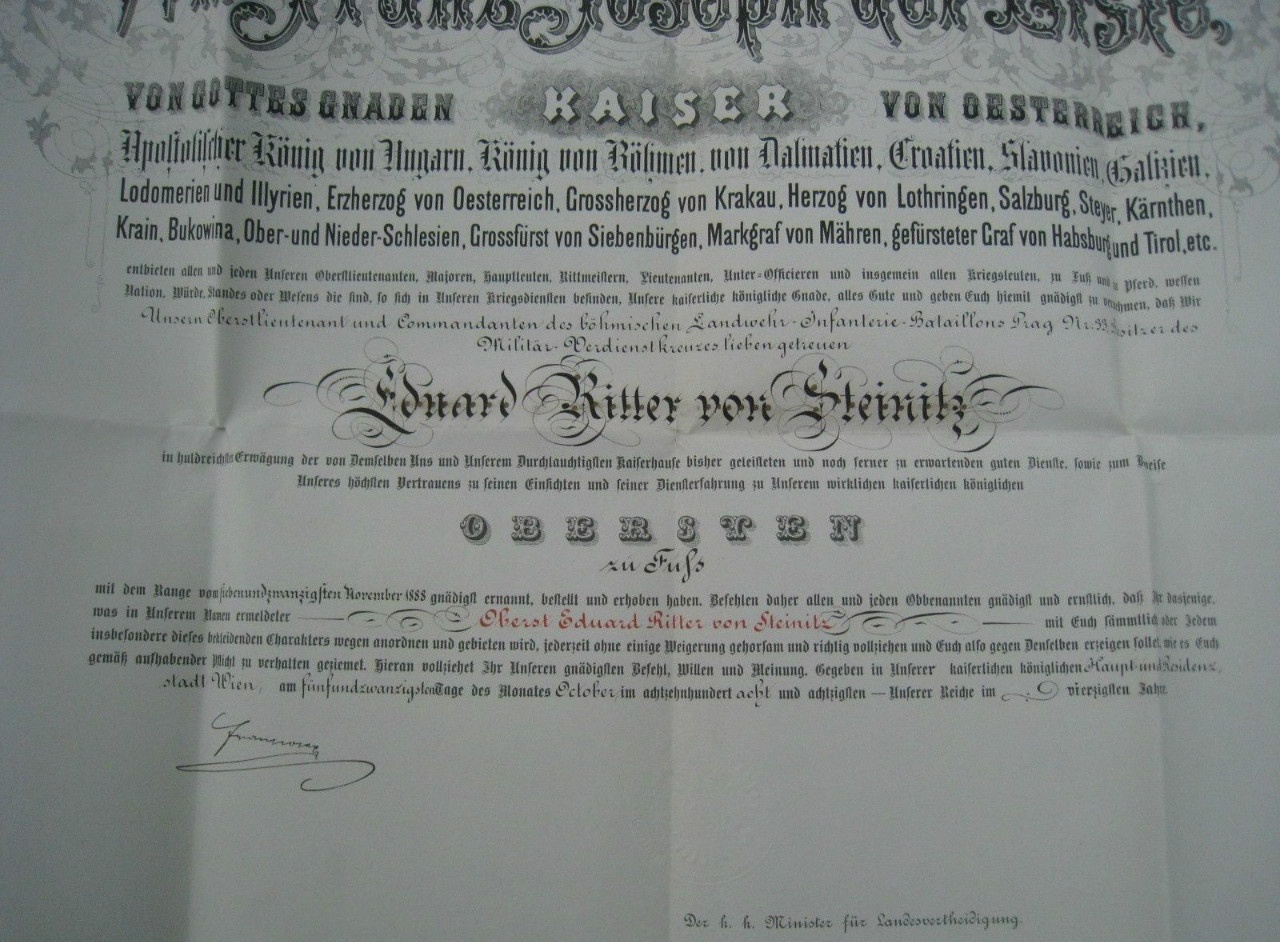 Wir Franz Joseph der Erste,
VON GOTTES GNADEN KAISER VON OESTERREICH,
Apostolischer König von Ungarn, König von Böhmen, von Dalmatien, Croatien, Slavonien, Galizien,
Lodomerien und Illyrien, Erzherzog von Oesterreich, Grossherzog von Krakau, Herzog von Lothringen, Salzburg, Steyer, Kärnthen,
Krain, Bukowina, Ober- und Nieder-Schlesien, Grossfürst von Siebenbürgen, Markgraf von Mähren, gefürsteter Graf von Habsburg und Tirol, etc.
entbieten allen und jeden Unseren Oberstlieutenanten, Majoren, Hauptleuten, Rittmeistern, Lieutenanten, Unter-Officieren und insgemein allen Kriegsleuten, zu Fuß und zu Pferd, wessen
Nation, Würde, Standes oder Wesens die sind, so sich in Unseren Kriegsdiensten befinden, Unsere kaiserliche königliche Gnade, alles Gute und geben Euch hiemit gnädigst zu vernehmen, daß Wir
Unsern Oberstlieutenant und Commandanten des böhmischen Landwehr-Infanterie-Bataillons Prag Nr. 33, Besitzer des
Militär-Verdienstkreuzes lieben getreuen
Eduard Ritter von Steinitz
in huldreichster Erwägung der von Demselben Uns und Unserem Durchlauchtigsten Kaiserhause bisher geleisteten und noch ferner zu erwartenden guten Dienste, sowie zum Beweise
Unseres höchsten Vertrauens zu seinen Einsichten und seiner Diensterfahrung zu Unserem wirklichen kaiserlichen königlichen
OBERSTEN
zu Fuß
mit dem Range vom siebenundzwanzigsten November 1888 gnädigst ernannt, bestellt und erhoben haben. Befehlen daher allen und jeden Obbenannten gnädigst und ernstlich, daß Ihr dasjenige,
was in Unserem Namen ermeldeter Oberst Eduard Ritter von Steinitz mit Euch sämmtlich oder Jedem
insbesondere dieses bekleidenden Charakters wegen anordnen und gebieten wird, jederzeit ohne einige Weigerung gehorsam und richtig vollziehen und Euch also gegen Denselben erzeigen sollet, wie es Euch
gemäß aufhabender Pflicht zu verhalten geziemet. Hieran vollziehet Ihr Unseren gnädigsten Befehl, Willen und Meinung. Gegeben in Unserer kaiserlichen königlichen Haupt- und Residenz-
stadt Wien, am fünfundzwanzigsten Tage des Monates October im achtzehnhundert acht und achtzigsten — Unserer Reiche im vierzigsten Jahr.
Der k. k. Minister für Landesvertheidigung.